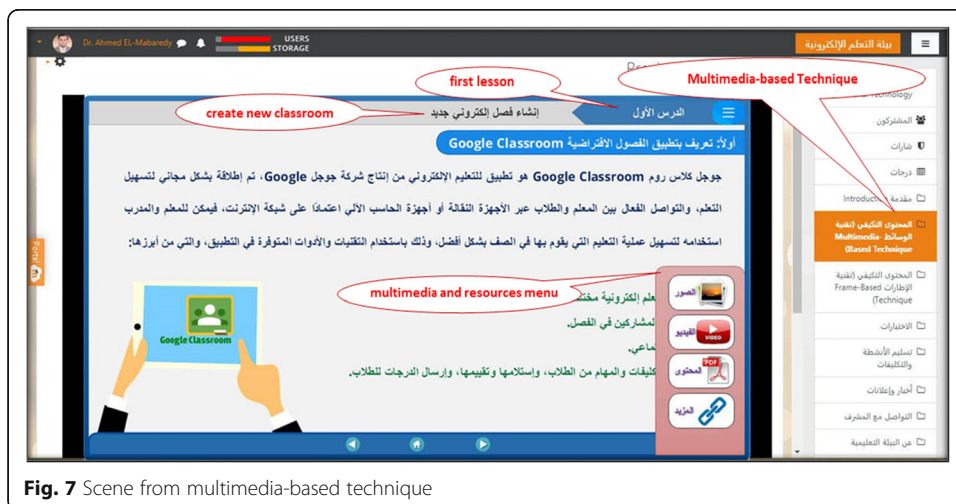 Dr. Ahmed EL-Mabaredy
USERS
STORAGE
بيئة التعلم الإلكترونية
first lesson
Multimedia-based Technique
create new classroom
إنشاء فصل إلكتروني جديد
الدرس الأول
أولاً: تعريف بتطبيق الفصول الافتراضية Google Classroom
جوجل كلاس روم Google Classroom هو تطبيق للتعليم الإلكتروني من إنتاج شركة جوجل Google، تم إطلاقة بشكل مجاني لتسهيل
التعلم، والتواصل الفعال بين المعلم والطلاب عبر الأجهزة النقالة أو أجهزة الحاسب الآلي اعتمادًا على شبكة الإنترنت، فيمكن للمعلم والمدرب
استخدامه لتسهيل عملية التعليم التي يقوم بها في الصف بشكل أفضل، وذلك باستخدام التقنيات والأدوات المتوفرة في التطبيق، والتي من أبرزها:
multimedia and resources menu
علم إلكترونية
المشاركين في الفصل.
ماعي.
كليفات والمهام من الطلاب، وإستلامها وتقييمها، وإرسال الدرجات للطلاب.
الصور
الفيديو
VIDEO
المحتوى
PDF
المزيد
Google Classroom
Portal
المشتركون
شارات
درجات
مقدمة Introduction
المحتوى التكيفي (تقنية
الوسائط Multimedia-
Based Technique)
المحتوى التكيفي (تقنية
الإطارات Frame-Based
Technique)
الاختبارات
تسليم الأنشطة
والتكليفات
أخبار وإعلانات
التواصل مع المشرف
عن البيئة التعليمية
Fig. 7 Scene from multimedia-based technique